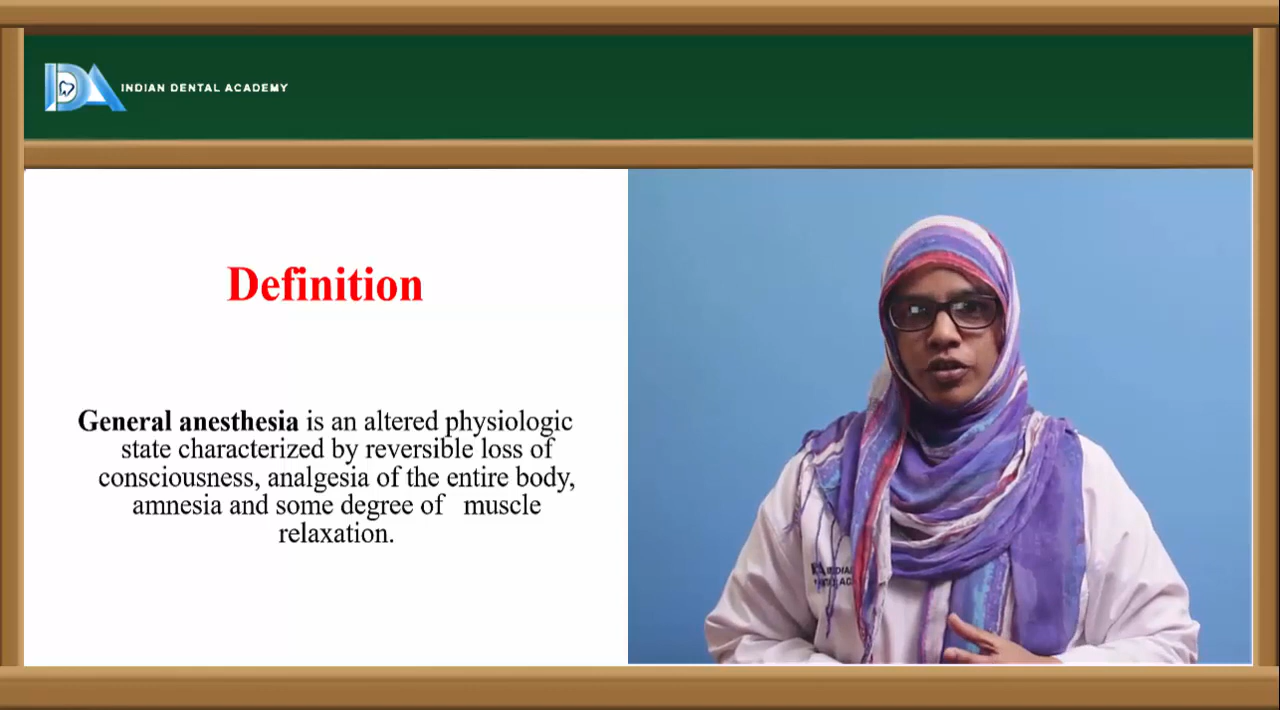 INDIAN DENTAL ACADEMY
Definition
General anesthesia is an altered physiologic
state characterized by reversible loss of
consciousness, analgesia of the entire body,
amnesia and some degree of muscle
relaxation.